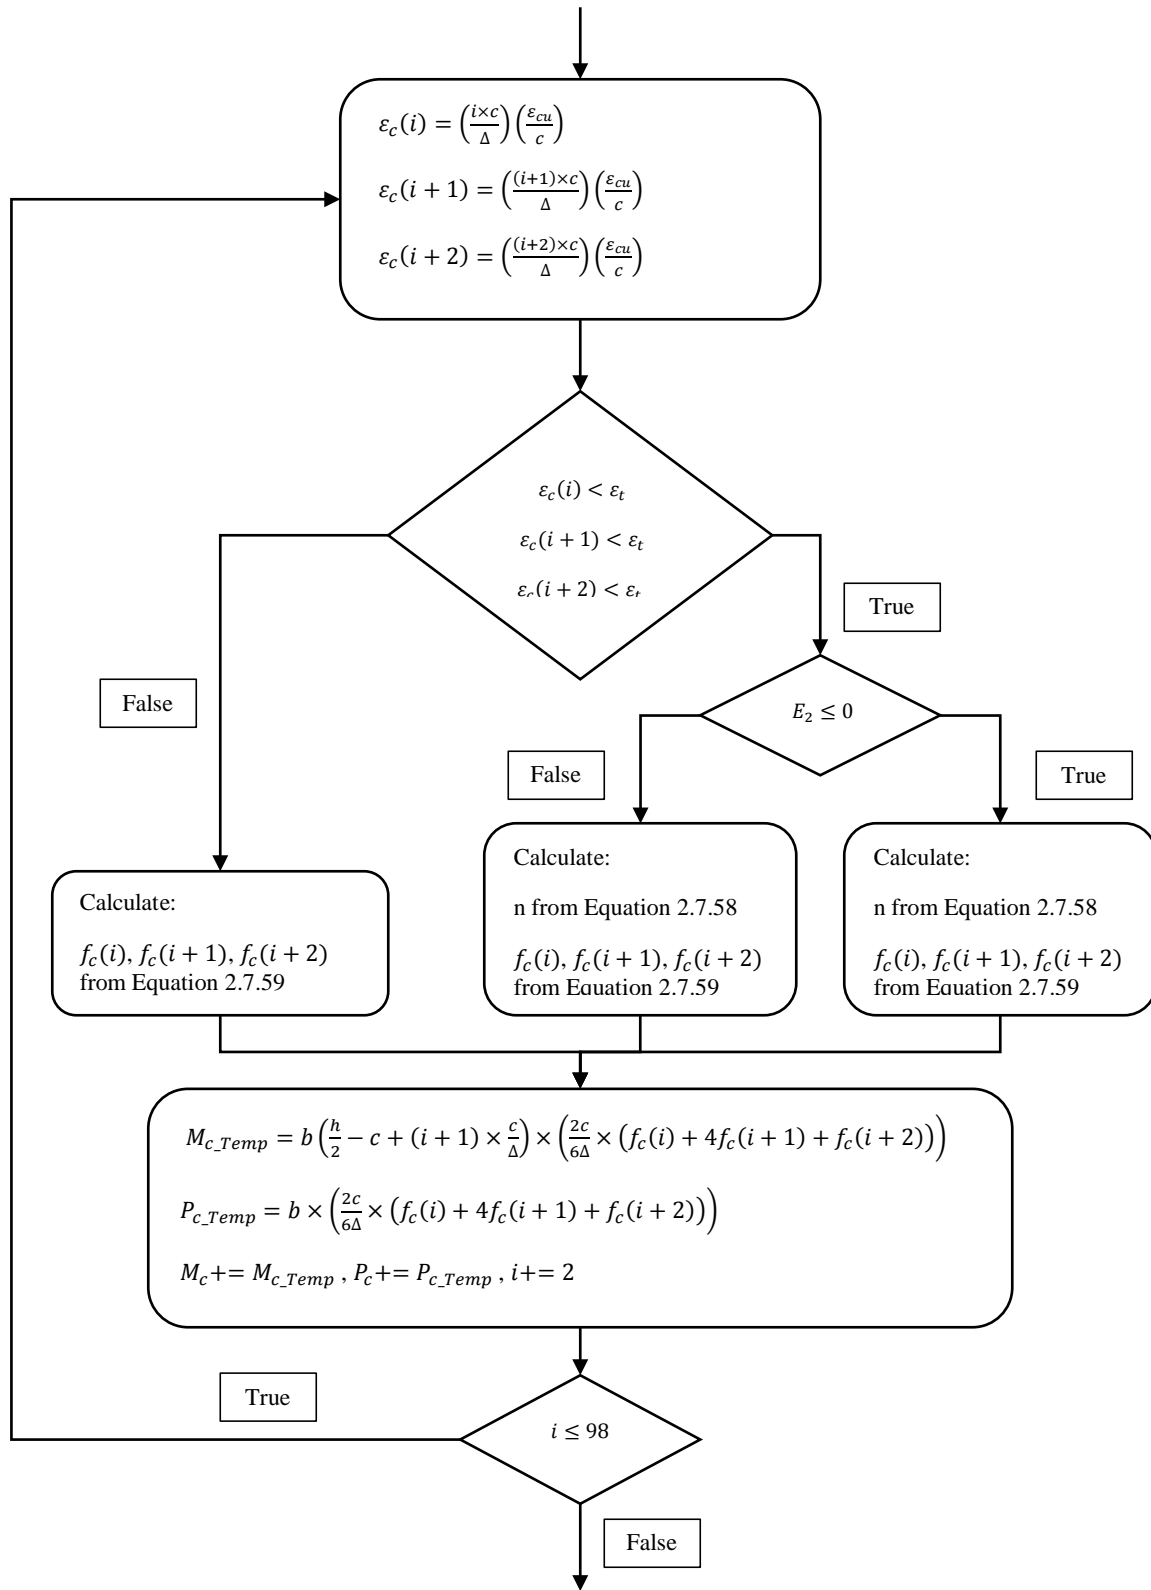 ε_c(i) = (i×c/Δ)(ε_cu/c)
ε_c(i + 1) = ((i+1)×c/Δ)(ε_cu/c)
ε_c(i + 2) = ((i+2)×c/Δ)(ε_cu/c)
ε_c(i) < ε_t
ε_c(i + 1) < ε_t
ε_c(i + 2) < ε_t
True
False
E_2 ≤ 0
False
True
Calculate:
f_c(i), f_c(i + 1), f_c(i + 2)
from Equation 2.7.59
Calculate:
n from Equation 2.7.58
f_c(i), f_c(i + 1), f_c(i + 2)
from Equation 2.7.59
Calculate:
n from Equation 2.7.58
f_c(i), f_c(i + 1), f_c(i + 2)
from Equation 2.7.59
M_c_Temp = b(h/2 − c + (i + 1) × c/Δ) × (2c/6Δ × (f_c(i) + 4f_c(i + 1) + f_c(i + 2)))
P_c_Temp = b × (2c/6Δ × (f_c(i) + 4f_c(i + 1) + f_c(i + 2)))
M_c+= M_c_Temp , P_c+= P_c_Temp , i+= 2
True
i ≤ 98
False